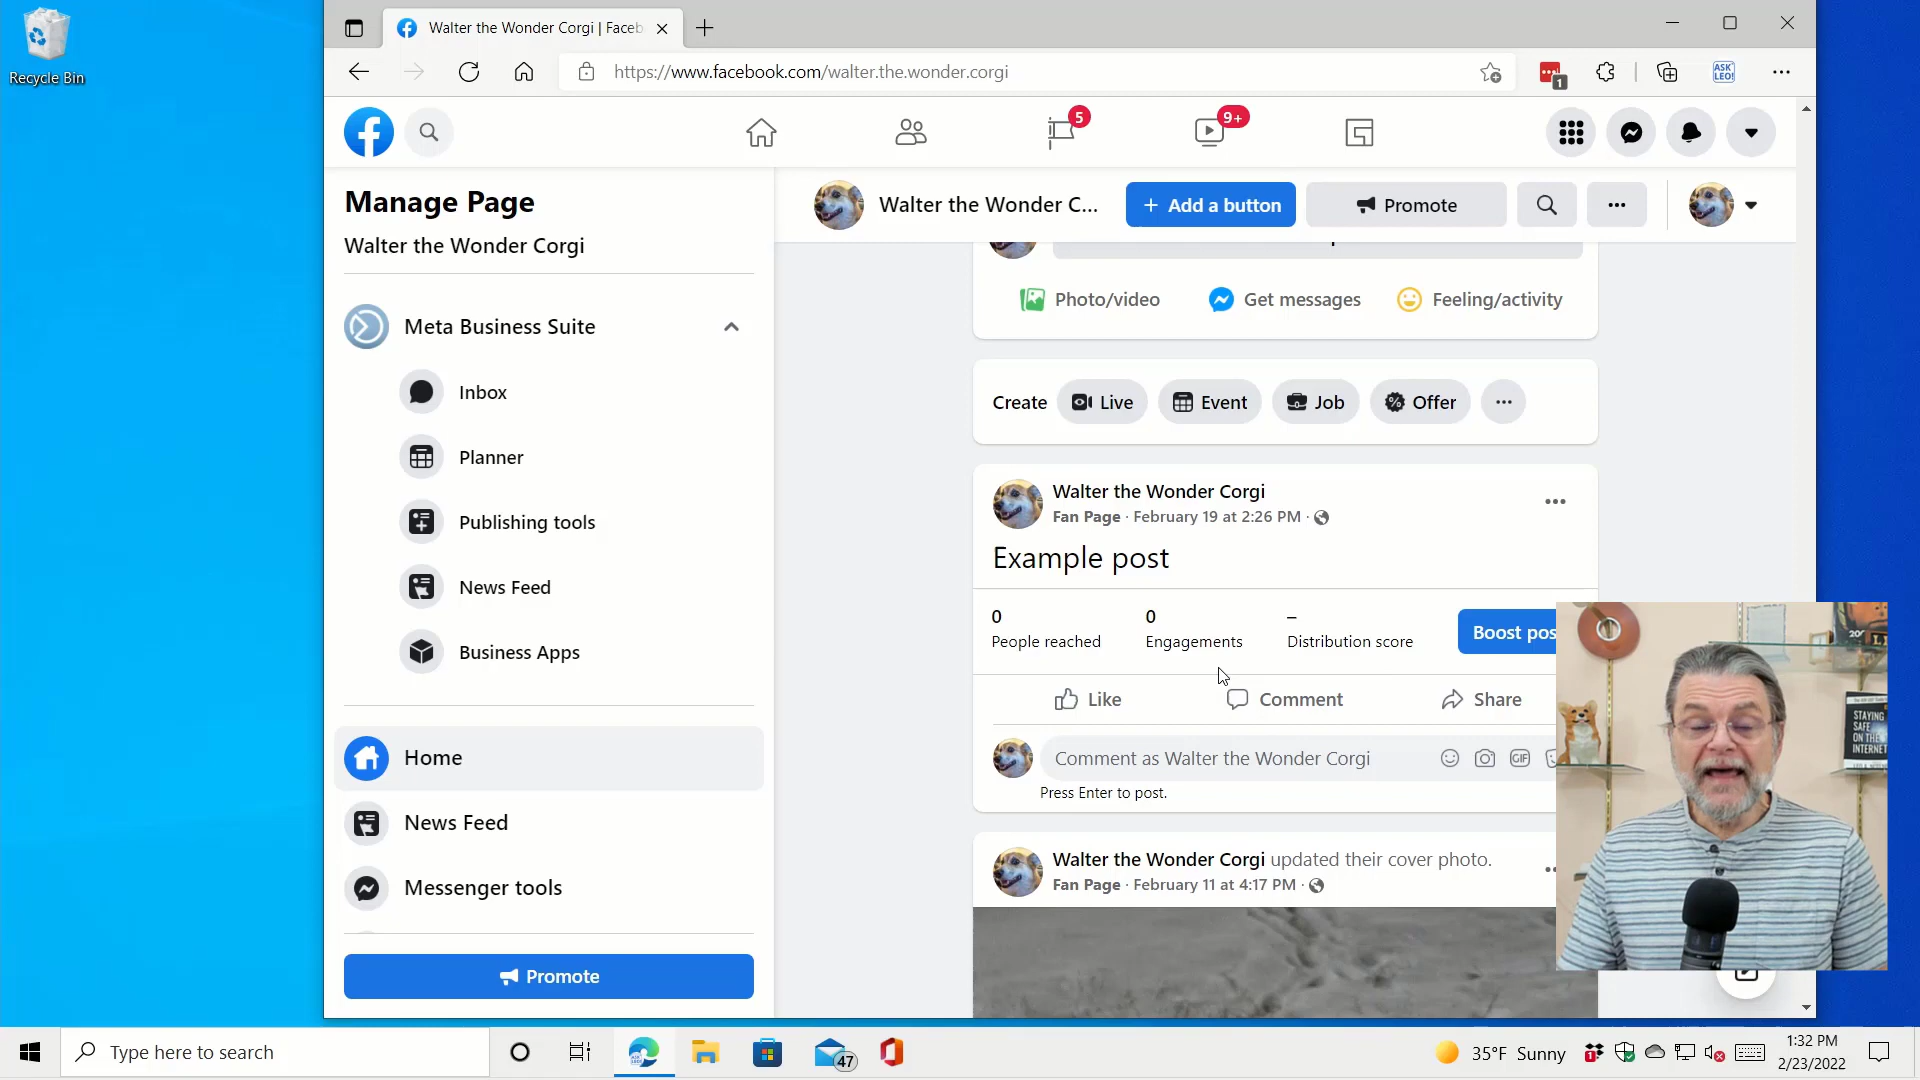 Recycle Bin
Walter the Wonder Corgi | Faceb
https://www.facebook.com/walter.the.wonder.corgi
1
ASK LEO!
5
9+
Manage Page
Walter the Wonder Corgi
Meta Business Suite
Inbox
Planner
Publishing tools
News Feed
Business Apps
Home
News Feed
Messenger tools
Promote
Walter the Wonder C...
+ Add a button
Promote
Photo/video
Get messages
Feeling/activity
Create
Live
Event
Job
Offer
Walter the Wonder Corgi
Fan Page · February 19 at 2:26 PM ·
Example post
0
People reached
0
Engagements
–
Distribution score
Boost pos
Like
Comment
Share
Comment as Walter the Wonder Corgi
GIF
Press Enter to post.
Walter the Wonder Corgi updated their cover photo.
Fan Page · February 11 at 4:17 PM ·
STAYING
SAFE
ON THE
INTERNET
Type here to search
47
35°F Sunny
1:32 PM
2/23/2022